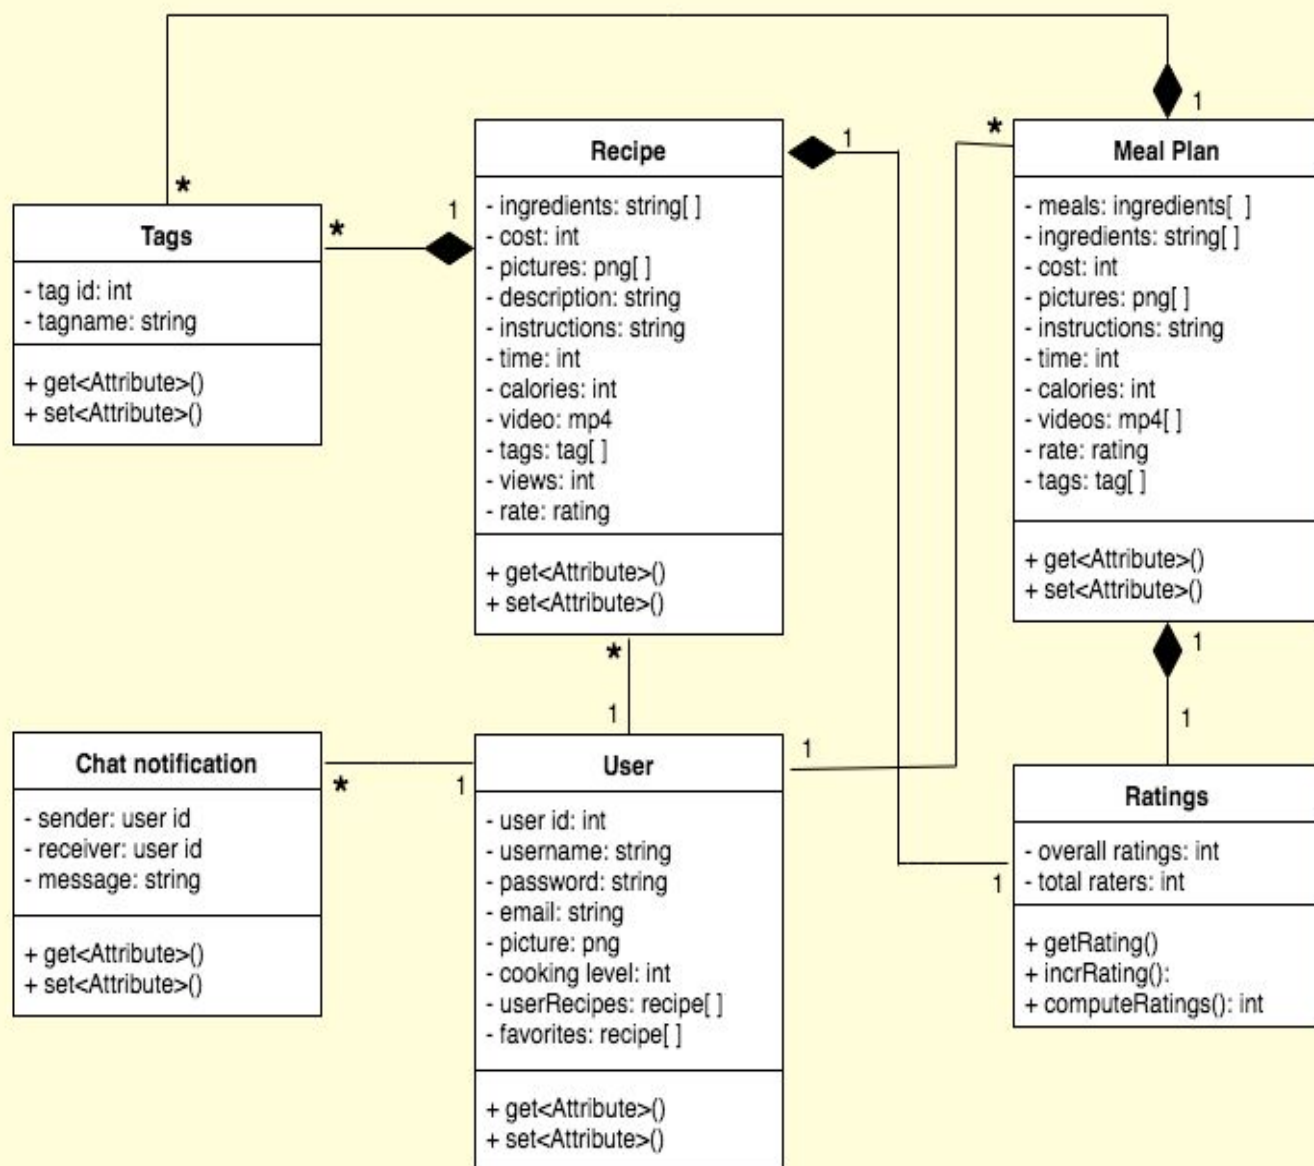 1
*
1
*
Recipe
- ingredients: string[ ]
- cost: int
- pictures: png[ ]
- description: string
- instructions: string
- time: int
- calories: int
- video: mp4
- tags: tag[ ]
- views: int
- rate: rating
+ get<Attribute>()
+ set<Attribute>()
Meal Plan
- meals: ingredients[ ]
- ingredients: string[ ]
- cost: int
- pictures: png[ ]
- instructions: string
- time: int
- calories: int
- videos: mp4[ ]
- rate: rating
- tags: tag[ ]
+ get<Attribute>()
+ set<Attribute>()
*
1
*
Tags
- tag id: int
- tagname: string
+ get<Attribute>()
+ set<Attribute>()
*
1
1
1
Chat notification
- sender: user id
- receiver: user id
- message: string
+ get<Attribute>()
+ set<Attribute>()
*
1
User
- user id: int
- username: string
- password: string
- email: string
- picture: png
- cooking level: int
- userRecipes: recipe[ ]
- favorites: recipe[ ]
+ get<Attribute>()
+ set<Attribute>()
1
1
Ratings
- overall ratings: int
- total raters: int
+ getRating()
+ incrRating():
+ computeRatings(): int